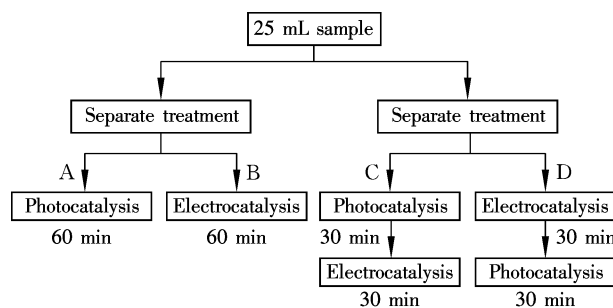 25 mL sample
Separate treatment
Separate treatment
A
B
C
D
Photocatalysis
Electrocatalysis
Photocatalysis
Electrocatalysis
60 min
60 min
30 min
30 min
Electrocatalysis
Photocatalysis
30 min
30 min